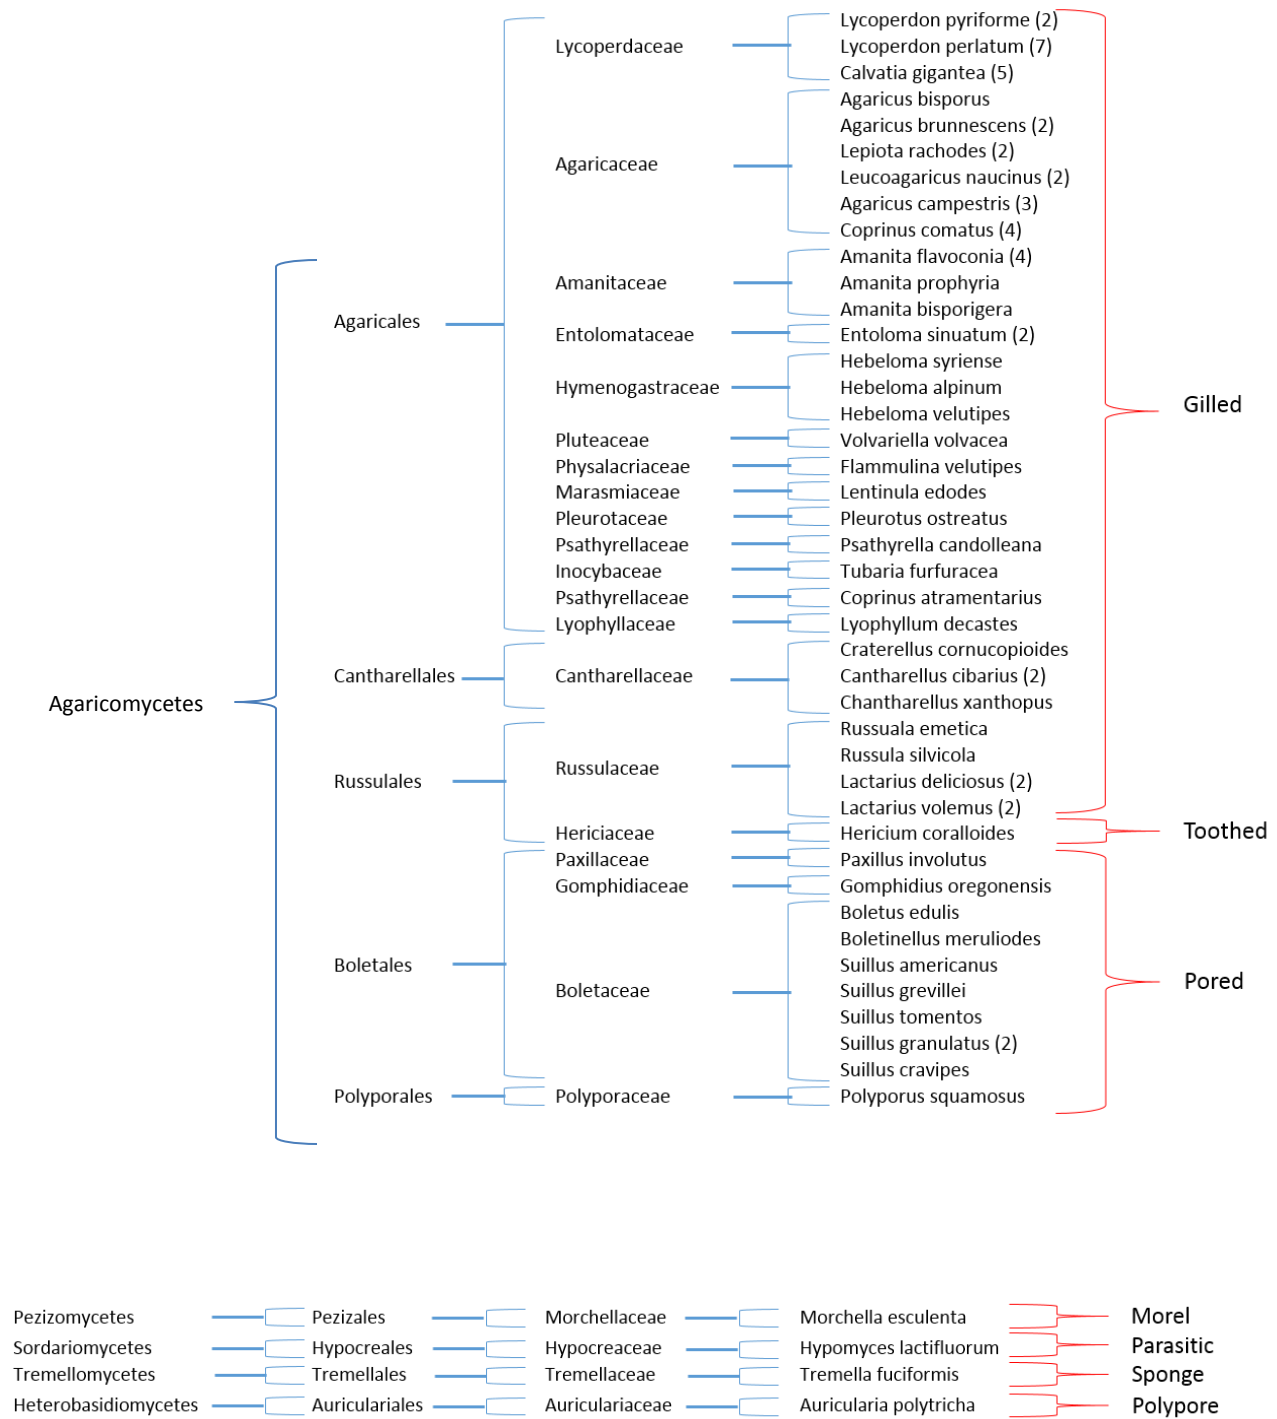 Lycoperdon pyriforme (2)
Lycoperdaceae Lycoperdon perlatum (7)
Calvatia gigantea (5)
Agaricus bisporus
Agaricus brunnescens (2)
Agaricaceae Lepiota rachodes (2)
Leucoagaricus naucinus (2)
Agaricus campestris (3)
Coprinus comatus (4)
Amanita flavoconia (4)
Amanitaceae Amanita prophyria
Amanita bisporigera
Agaricales
Entolomataceae Entoloma sinuatum (2)
Hebeloma syriense
Hymenogastraceae Hebeloma alpinum
Gilled
Hebeloma velutipes
Pluteaceae Volvariella volvacea
Physalacriaceae Flammulina velutipes
Marasmiaceae Lentinula edodes
Pleurotaceae Pleurotus ostreatus
Psathyrellaceae Psathyrella candolleana
Inocybaceae Tubaria furfuracea
Psathyrellaceae Coprinus atramentarius
Lyophyllaceae Lyophyllum decastes
Craterellus cornucopioides
Cantharellales Cantharellaceae Cantharellus cibarius (2)
Agaricomycetes Chantharellus xanthopus
Russuala emetica
Russula silvicola
Russulaceae
Russulales Lactarius deliciosus (2)
Lactarius volemus (2)
Hericiaceae Hericium coralloides Toothed
Paxillaceae Paxillus involutus
Gomphidiaceae Gomphidius oregonensis
Boletus edulis
Boletinellus meruliodes
Boletales Suillus americanus
Pored
Boletaceae Suillus grevillei
Suillus tomentos
Suillus granulatus (2)
Suillus cravipes
Polyporales Polyporaceae Polyporus squamosus
Pezizomycetes Pezizales Morchellaceae Morchella esculenta Morel
Sordariomycetes Hypocreales Hypocreaceae Hypomyces lactifluorum Parasitic
Tremellomycetes Tremellales Tremellaceae Tremella fuciformis Sponge
Heterobasidiomycetes Auriculariales Auriculariaceae Auricularia polytricha Polypore